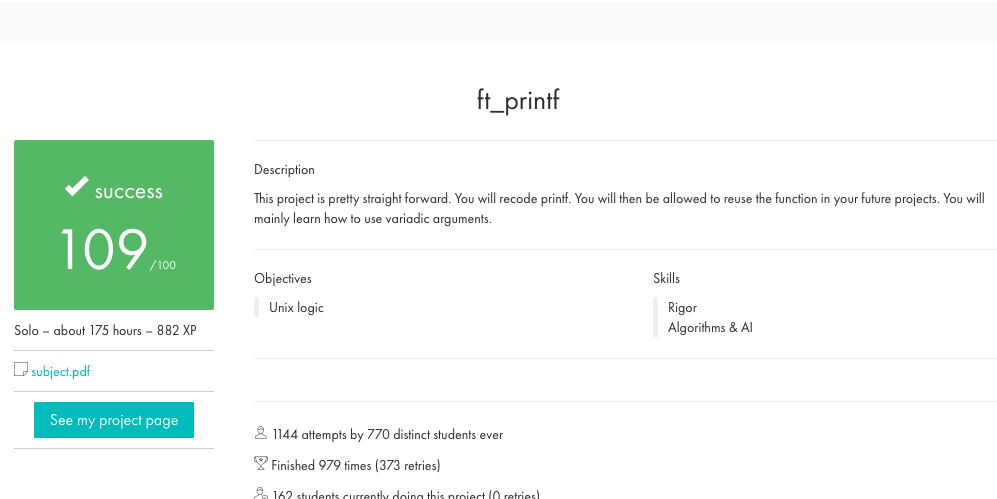 ft_printf
success
109/100
Solo – about 175 hours – 882 XP
subject.pdf
See my project page
Description
This project is pretty straight forward. You will recode printf. You will then be allowed to reuse the function in your future projects. You will
mainly learn how to use variadic arguments.
Objectives
Unix logic
Skills
Rigor
Algorithms & AI
1144 attempts by 770 distinct students ever
Finished 979 times (373 retries)
162 students currently doing this project (0 retries)